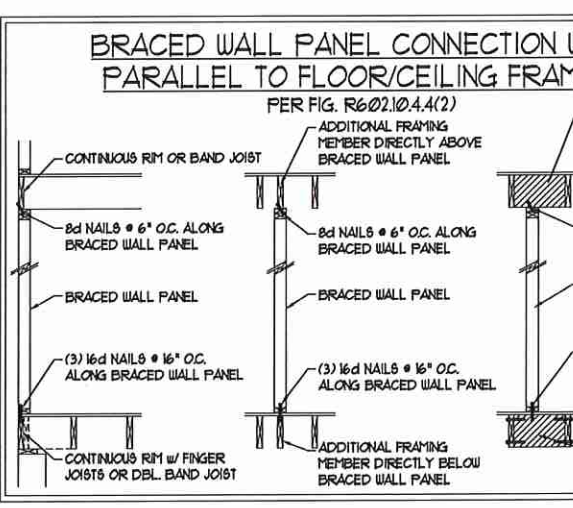 BRACED WALL PANEL CONNECTION
PARALLEL TO FLOOR/CEILING
PER FIG. R602.10.4.4(2)
CONTINUOUS RIM OR BAND JOIST
8d NAILS @ 6" O.C. ALONG
BRACED WALL PANEL
BRACED WALL PANEL
(3) 16d NAILS @ 16" O.C.
ALONG BRACED WALL PANEL
CONTINUOUS RIM w/ FINGER
JOISTS OR DBL. BAND JOIST
ADDITIONAL FRAMING
MEMBER DIRECTLY ABOVE
BRACED WALL PANEL
8d NAILS @ 6" O.C. ALONG
BRACED WALL PANEL
BRACED WALL PANEL
(3) 16d NAILS @ 16" O.C.
ALONG BRACED WALL PANEL
ADDITIONAL FRAMING
MEMBER DIRECTLY BELOW
BRACED WALL PANEL